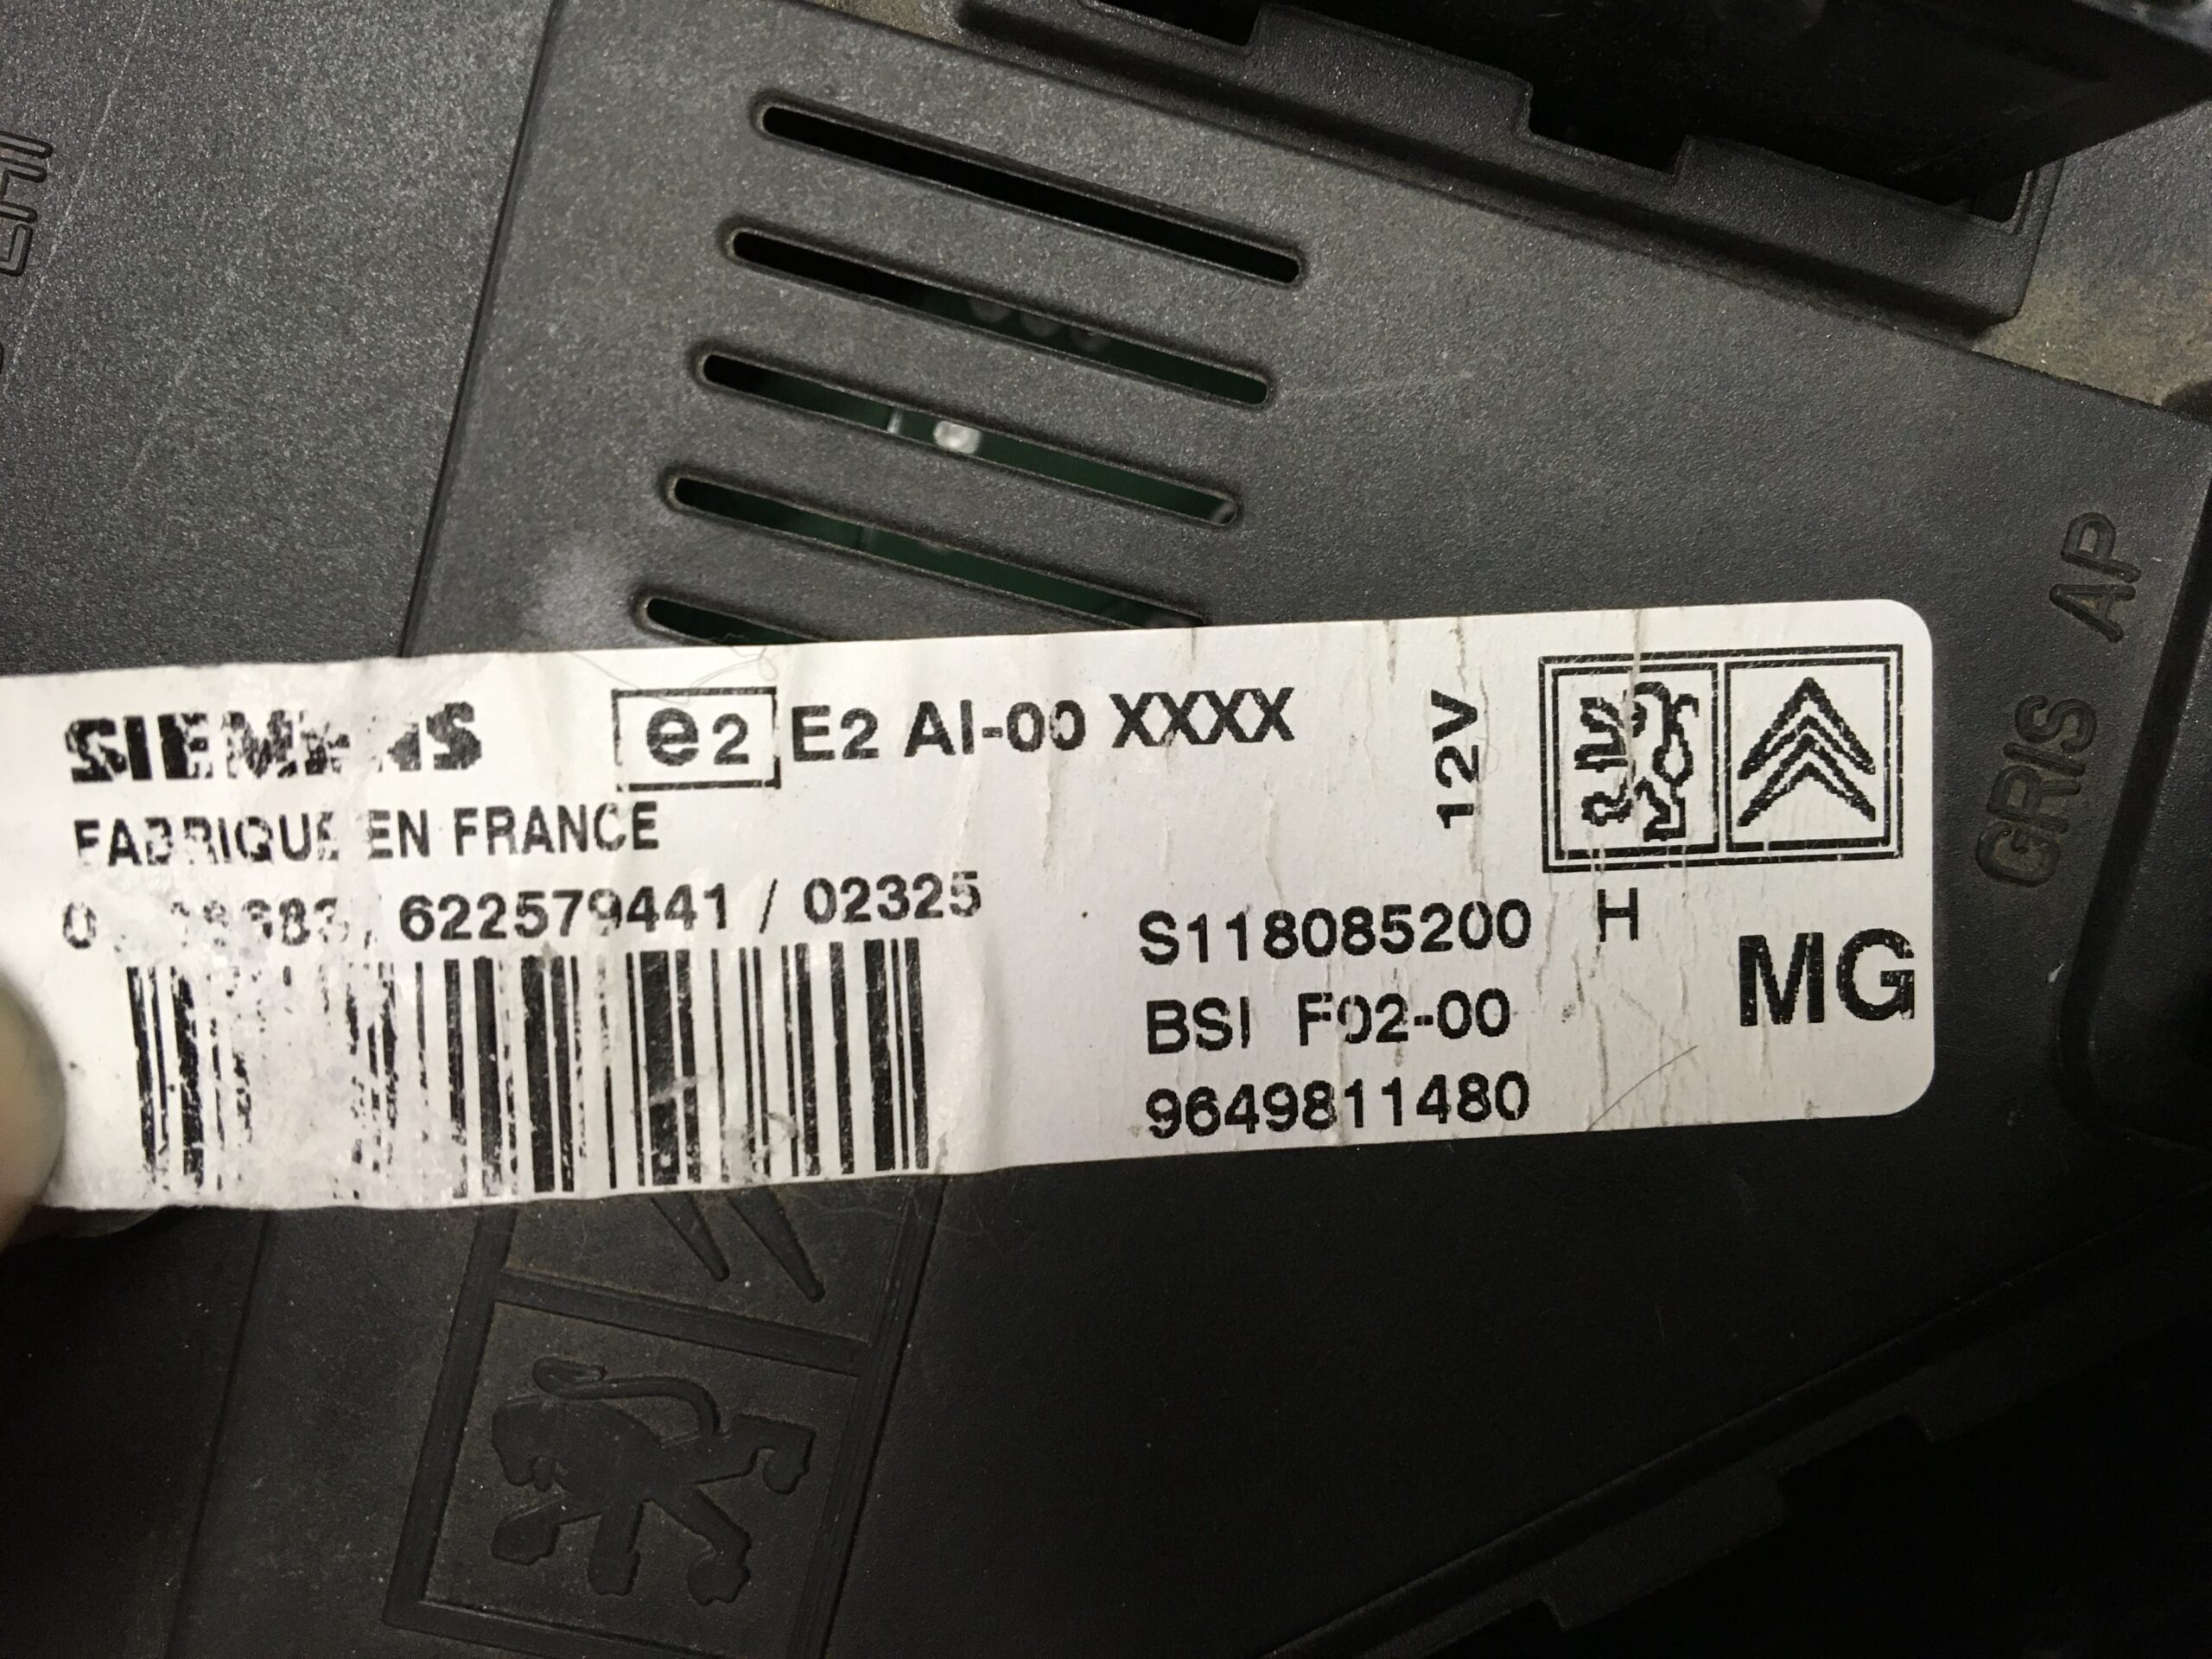 SIEMENS
e2 E2 AI-00 XXXX
12V
FABRIQUE EN FRANCE
622579441 / 02325
S118085200 H
BSI F02-00
MG
9649811480
GRIS AP